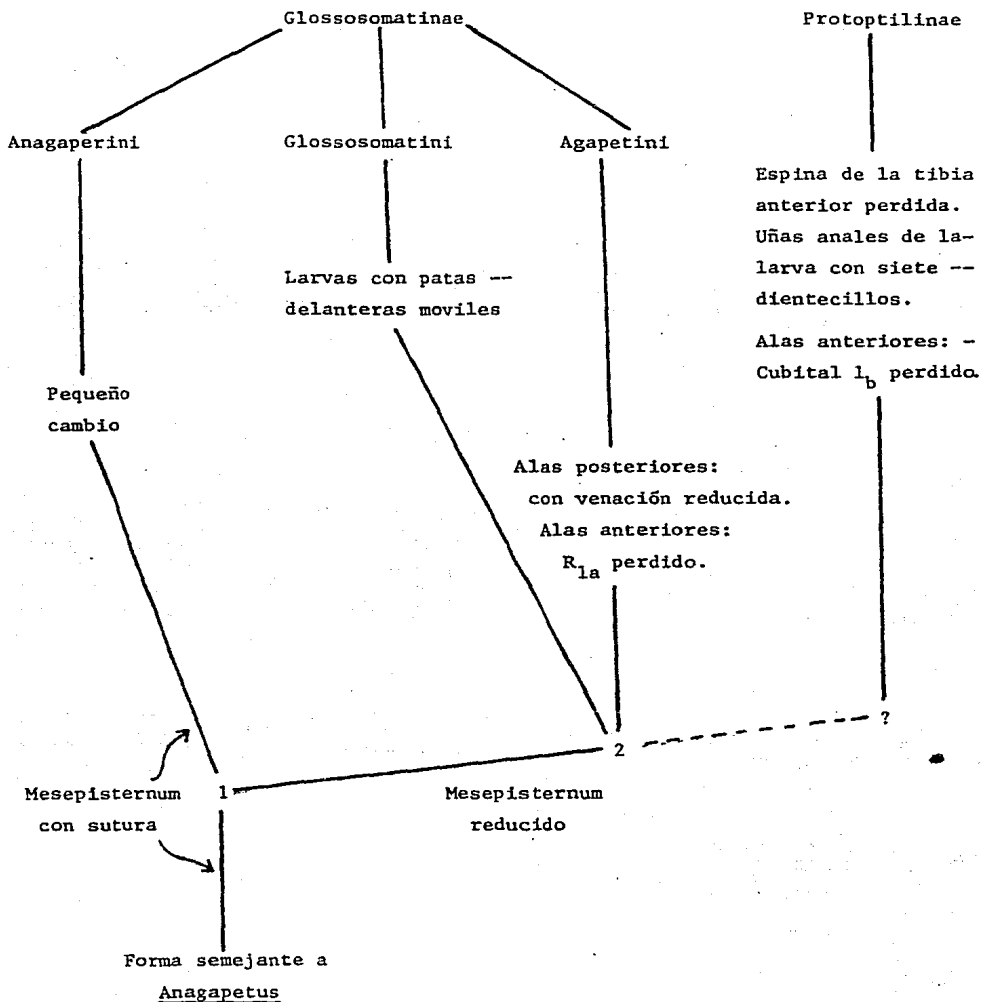 Glossosomatinae
Protoptilinae
Anagaperini
Glossosomatini
Agapetini
Espina de la tibia
anterior perdida.
Uñas anales de la-
larva con siete --
dientecillos.
Alas anteriores: -
Cubital 1b perdido.
Larvas con patas --
delanteras moviles
Pequeño
cambio
Alas posteriores:
con venación reducida.
Alas anteriores:
R1a perdido.
?
2
Mesepisternum
con sutura
1
Mesepisternum
reducido
Forma semejante a
Anagapetus